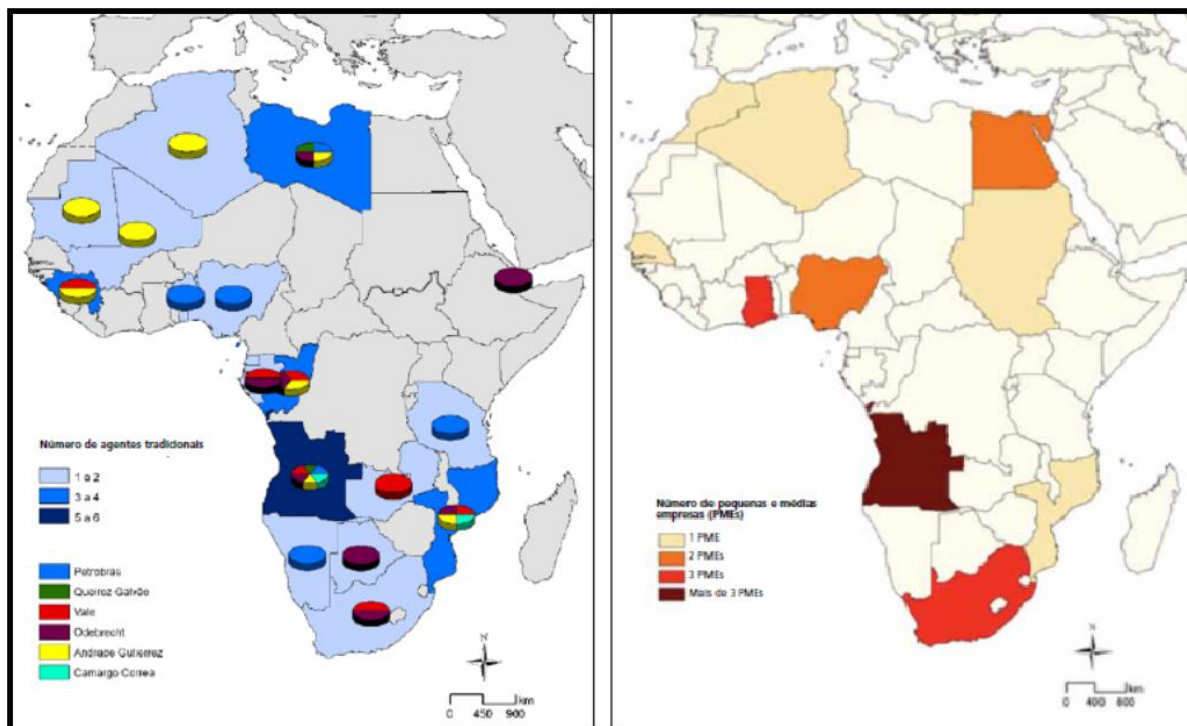 Número de agentes tradicionais
1 a 2
3 a 4
5 a 6
Petrobras
Queiroz Galvão
Vale
Odebrecht
Andrade Gutierrez
Camargo Correa
N
km
0 450 900
Número de pequenas e médias
empresas ((PMEs)
1 PME
2 PMEs
3 PMEs
Mais de 3 PMEs
N
km
0 400 800